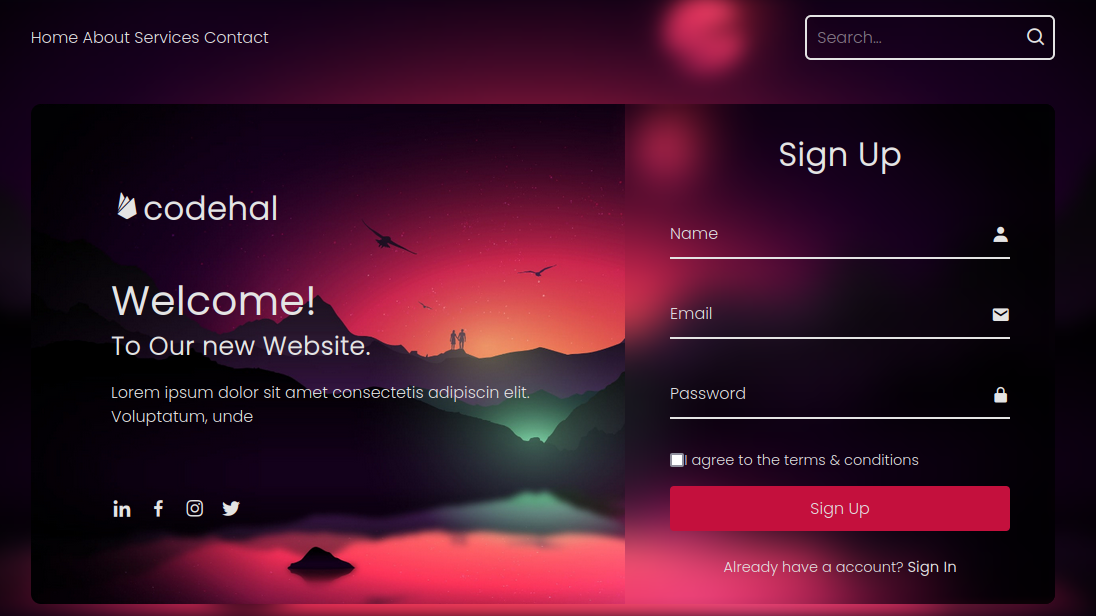 Home About Services Contact
Search...
codehal
Welcome!
To Our new Website.
Lorem ipsum dolor sit amet consectetis adipiscin elit.
Voluptatum, unde
Sign Up
Name
Email
Password
I agree to the terms & conditions
Sign Up
Already have a account? Sign In